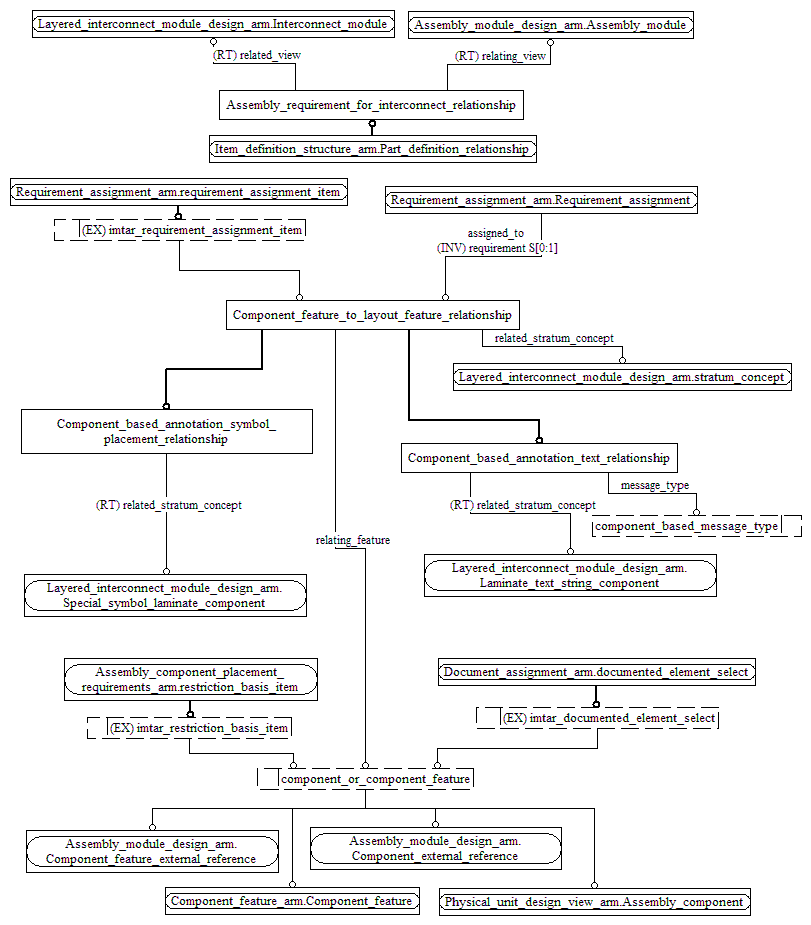 Layered_interconnect_module_design_arm.Interconnect_module
Assembly_module_design_arm.Assembly_module
(RT) related_view
(RT) relating_view
Assembly_requirement_for_interconnect_relationship
Item_definition_structure_arm.Part_definition_relationship
Requirement_assignment_arm.requirement_assignment_item
Requirement_assignment_arm.Requirement_assignment
(EX) imtar_requirement_assignment_item
assigned_to
(INV) requirement S[0:1]
Component_feature_to_layout_feature_relationship
related_stratum_concept
Layered_interconnect_module_design_arm.stratum_concept
Component_based_annotation_symbol_
placement_relationship
Component_based_annotation_text_relationship
message_type
(RT) related_stratum_concept
(RT) related_stratum_concept
component_based_message_type
relating_feature
Layered_interconnect_module_design_arm.
Laminate_text_string_component
Layered_interconnect_module_design_arm.
Special_symbol_laminate_component
Assembly_component_placement_
requirements_arm.restriction_basis_item
Document_assignment_arm.documented_element_select
(EX) imtar_restriction_basis_item
(EX) imtar_documented_element_select
component_or_component_feature
Assembly_module_design_arm.
Component_feature_external_reference
Assembly_module_design_arm.
Component_external_reference
Component_feature_arm.Component_feature
Physical_unit_design_view_arm.Assembly_component